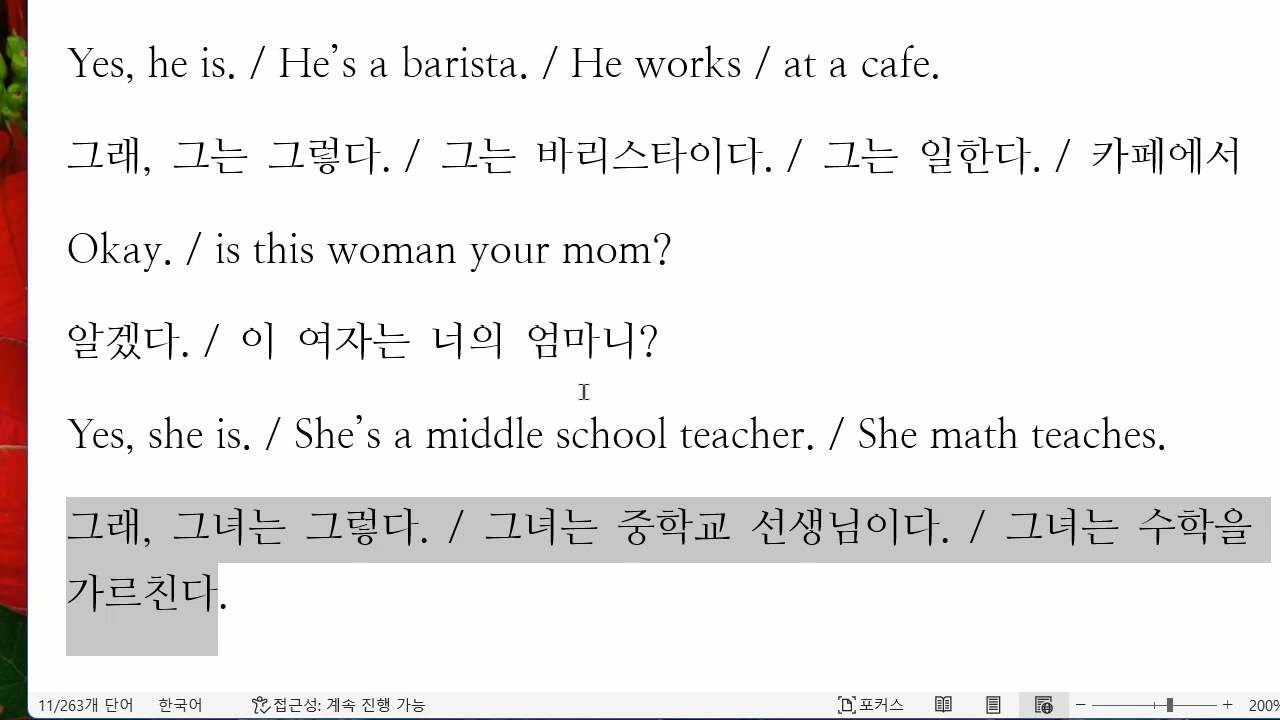 Yes, he is. / He’s a barista. / He works / at a cafe.
그래, 그는 그렇다. / 그는 바리스타이다. / 그는 일한다. / 카페에서
Okay. / is this woman your mom?
알겠다. / 이 여자는 너의 엄마니?
Yes, she is. / She’s a middle school teacher. / She math teaches.
그래, 그녀는 그렇다. / 그녀는 중학교 선생님이다. / 그녀는 수학을
가르친다.
11/263개 단어 한국어 접근성: 계속 진행 가능 포커스 200%